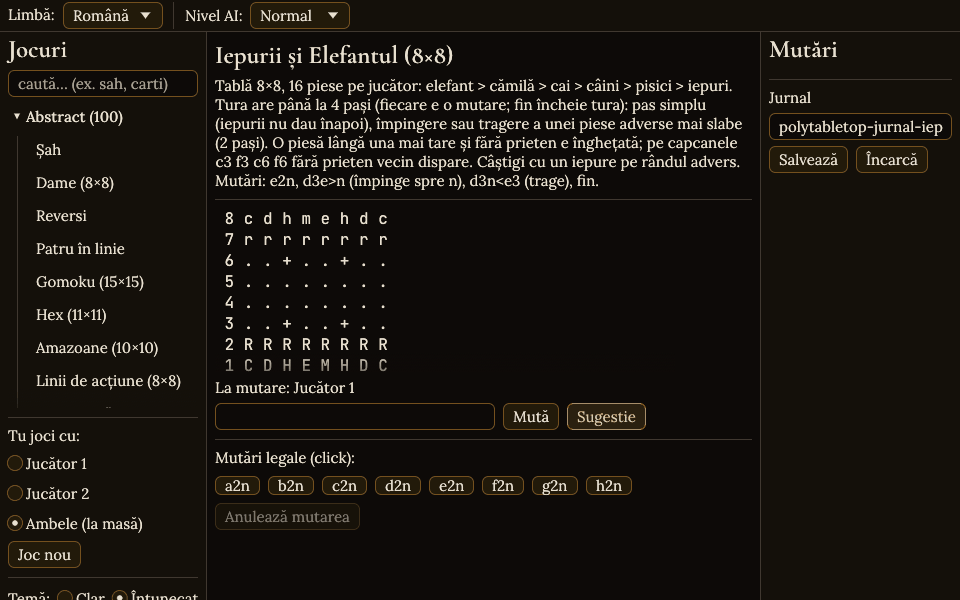 Limbă: Română ▼ Nivel AI: Normal ▼
Jocuri
caută... (ex. sah, carti)
▼ Abstract (100)
Șah
Dame (8×8)
Reversi
Patru în linie
Gomoku (15×15)
Hex (11×11)
Amazoane (10×10)
Linii de acțiune (8×8)
Tu joci cu:
Jucător 1
Jucător 2
Ambele (la masă)
Joc nou
Temă: Clar Întunecat
Iepurii și Elefantul (8×8)
Tablă 8×8, 16 piese pe jucător: elefant > cămilă > cai > câini > pisici > iepuri.
Tura are până la 4 pași (fiecare e o mutare; fin încheie tura): pas simplu
(iepurii nu dau înapoi), împingere sau tragere a unei piese adverse mai slabe
(2 pași). O piesă lângă una mai tare și fără prieten e înghețată; pe capcanele
c3 f3 c6 f6 fără prieten vecin dispare. Câștigi cu un iepure pe rândul advers.
Mutări: e2n, d3e>n (împinge spre n), d3n<e3 (trage), fin.
8 c d h m e h d c
7 r r r r r r r r
6 . . + . . + . .
5 . . . . . . . .
4 . . . . . . . .
3 . . + . . + . .
2 R R R R R R R R
1 C D H E M H D C
La mutare: Jucător 1
Mută Sugestie
Mutări legale (click):
a2n b2n c2n d2n e2n f2n g2n h2n
Anulează mutarea
Mutări
Jurnal
polytabletop-jurnal-iep
Salvează Încarcă